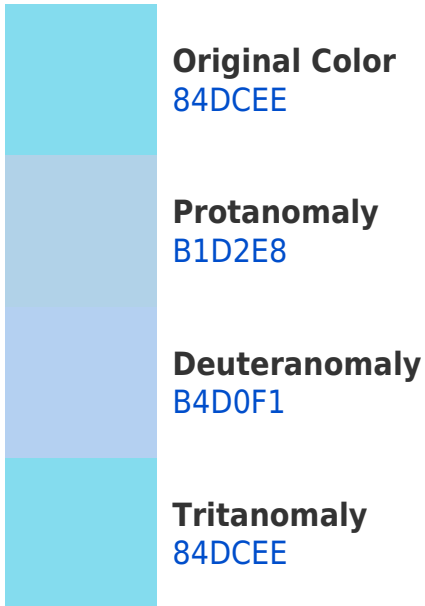 Original Color
84DCEE
Protanomaly
B1D2E8
Deuteranomaly
B4D0F1
Tritanomaly
84DCEE